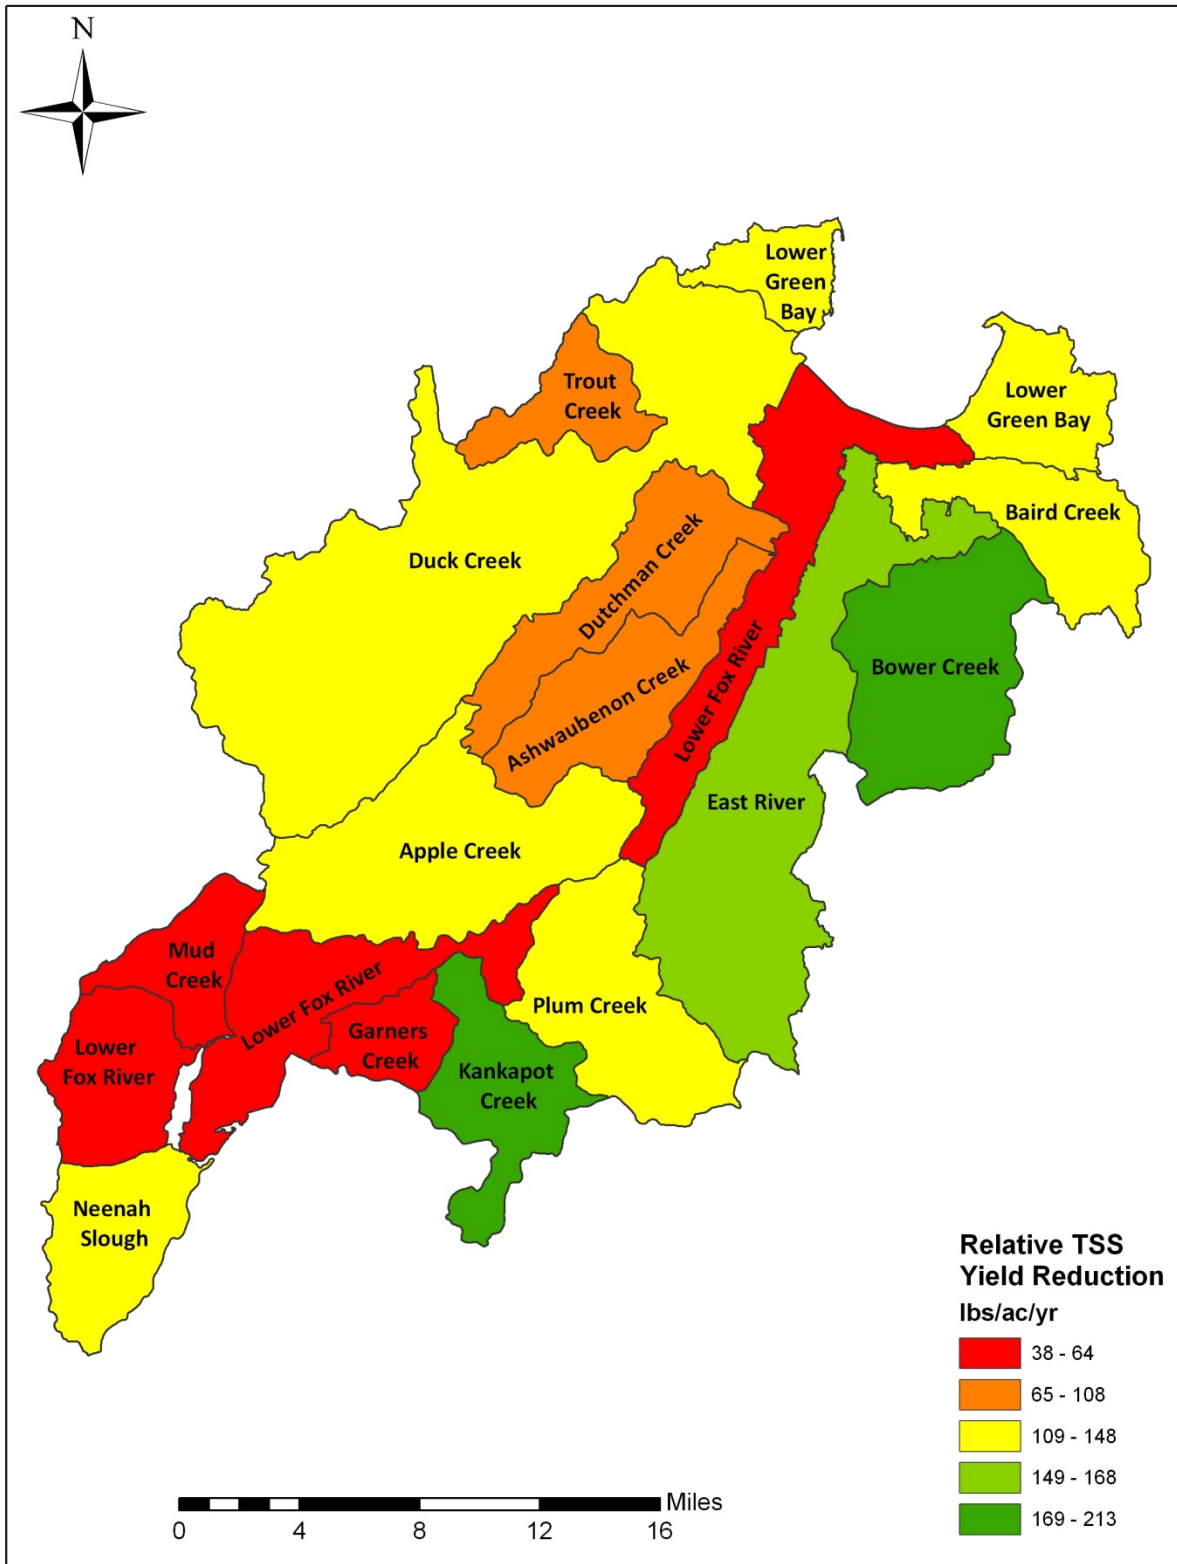 N
Lower
Green
Bay
Trout
Creek
Lower
Green Bay
Baird Creek
Duck Creek
Dutchman Creek
Ashwaubenon Creek
Lower Fox River
Bower Creek
East River
Apple Creek
Mud
Creek
Lower Fox River
Plum Creek
Garners
Creek
Lower
Fox River
Kankapot
Creek
Neenah
Slough
Relative TSS
Yield Reduction
lbs/ac/yr
38 - 64
65 - 108
109 - 148
149 - 168
169 - 213
Miles
0 4 8 12 16